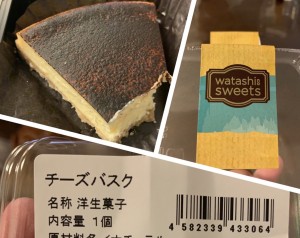 watashi no
sweets
チーズバスク
名称 洋生菓子
内容量 1個
4 582339 433064